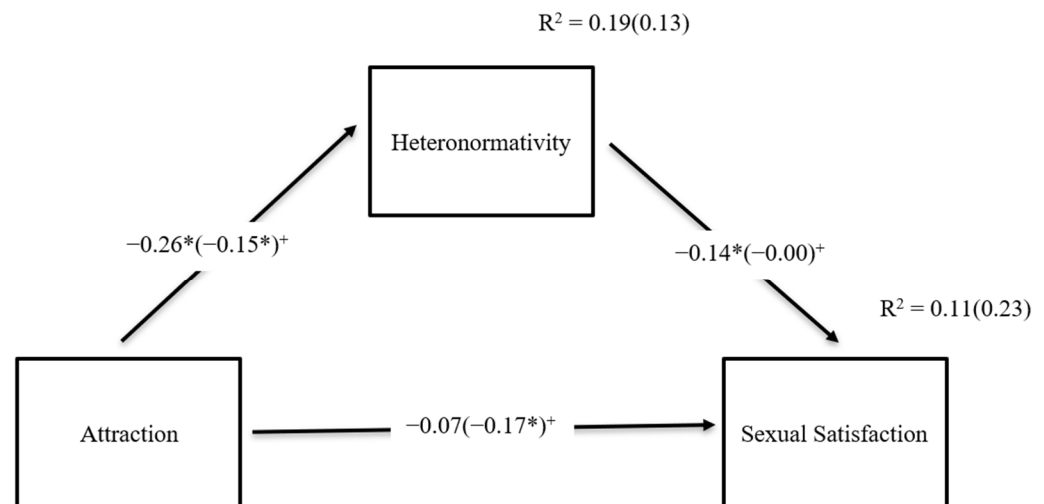 R² = 0.19(0.13)
Heteronormativity
−0.26*(−0.15*)⁺
−0.14*(−0.00)⁺
R² = 0.11(0.23)
Attraction
−0.07(−0.17*)⁺
Sexual Satisfaction